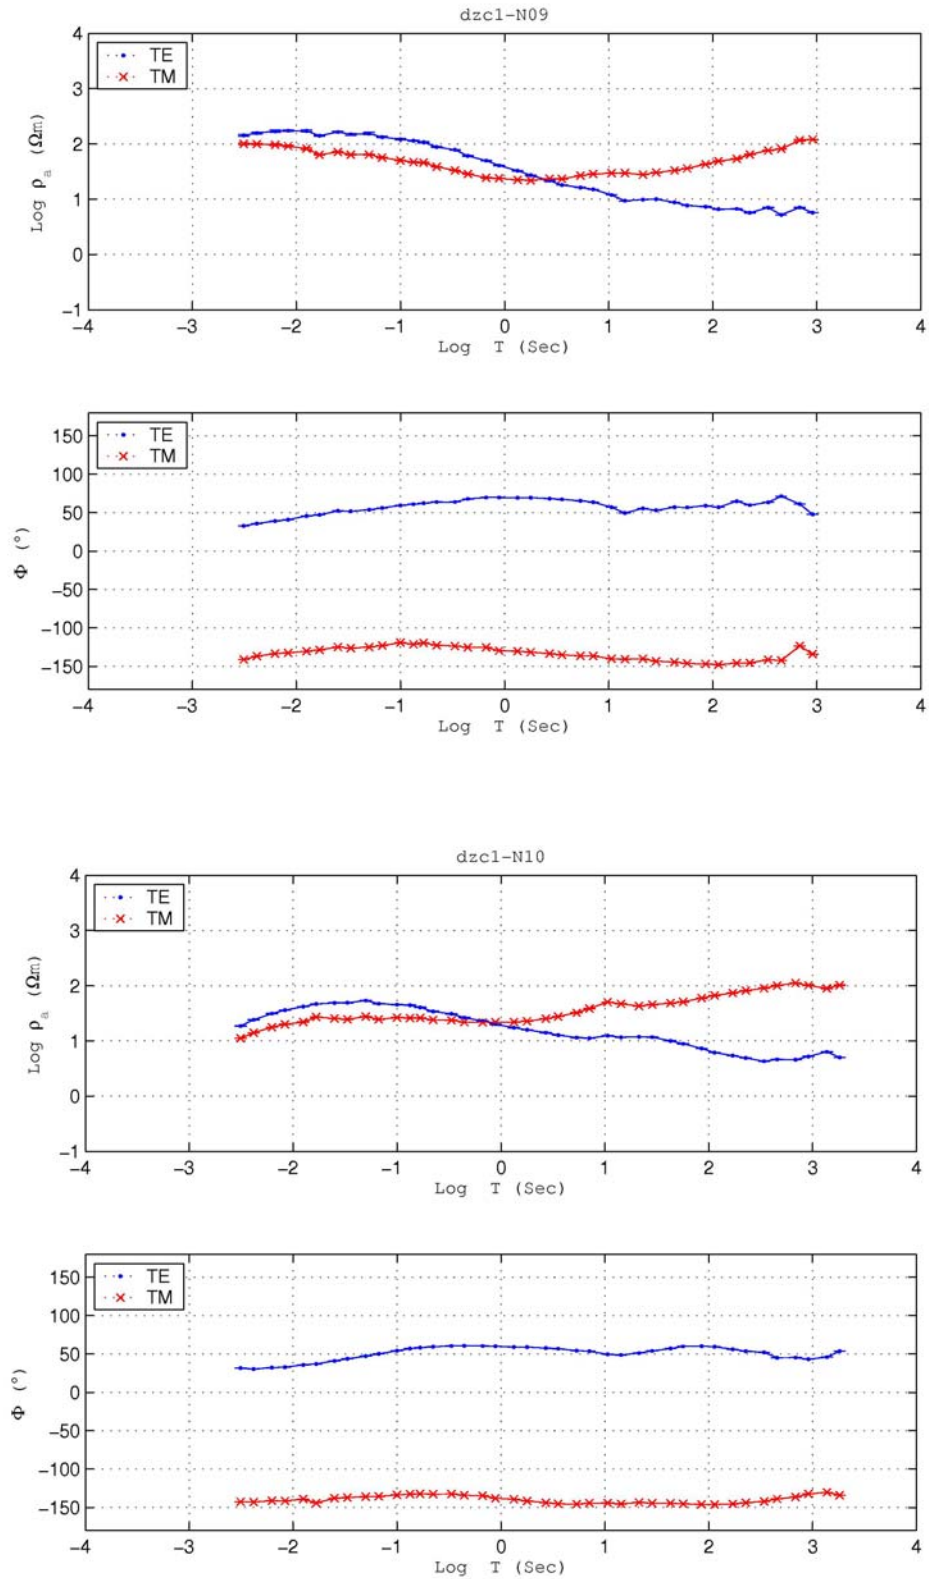 dzc1-N09
4
3
2
1
0
-1
Log ρa (Ωm)
TE
TM
-4 -3 -2 -1 0 1 2 3 4
Log T (Sec)
150
100
50
0
-50
-100
-150
Φ (°)
TE
TM
-4 -3 -2 -1 0 1 2 3 4
Log T (Sec)
dzc1-N10
4
3
2
1
0
-1
Log ρa (Ωm)
TE
TM
-4 -3 -2 -1 0 1 2 3 4
Log T (Sec)
150
100
50
0
-50
-100
-150
Φ (°)
TE
TM
-4 -3 -2 -1 0 1 2 3 4
Log T (Sec)